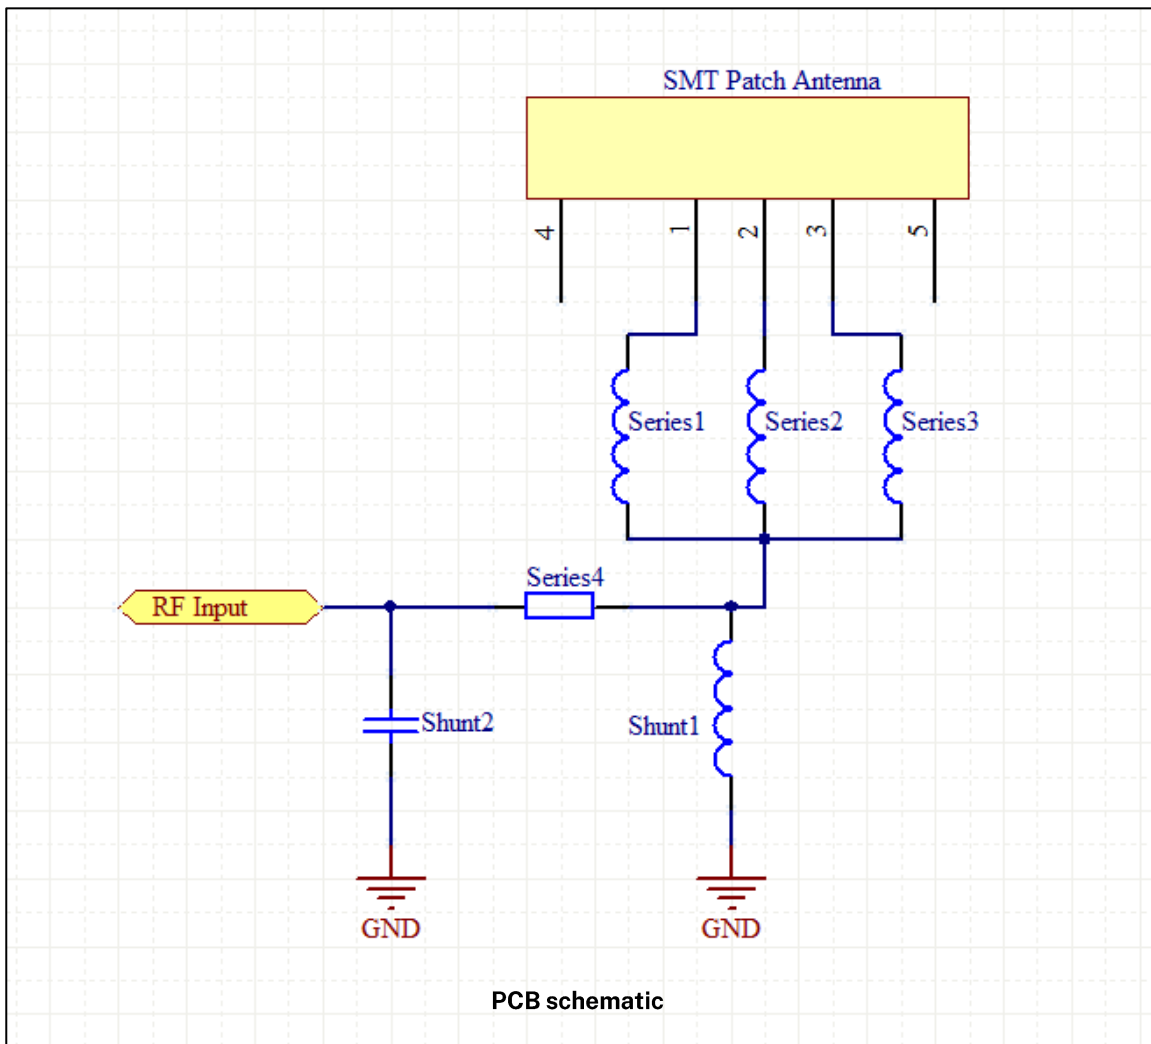 SMT Patch Antenna
4
1
2
3
5
Series1
Series2
Series3
Series4
RF Input
Shunt2
Shunt1
GND
GND
PCB schematic